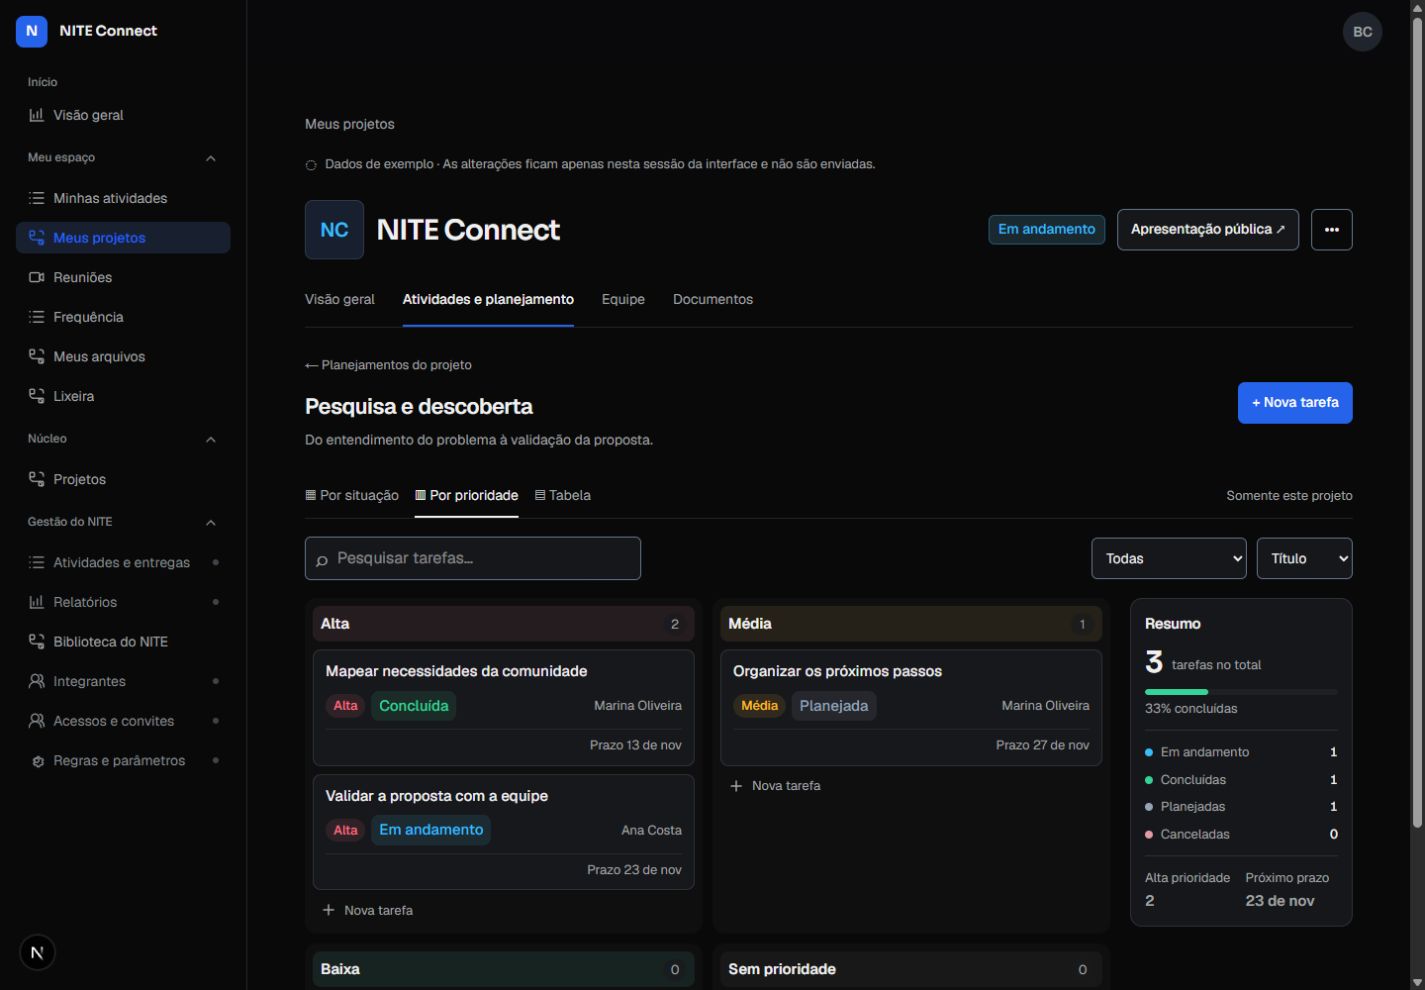 N NITE Connect
BC
Início
Visão geral
Meu espaço
Minhas atividades
Meus projetos
Reuniões
Frequência
Meus arquivos
Lixeira
Núcleo
Projetos
Gestão do NITE
Atividades e entregas
Relatórios
Biblioteca do NITE
Integrantes
Acessos e convites
Regras e parâmetros
N
Meus projetos
Dados de exemplo · As alterações ficam apenas nesta sessão da interface e não são enviadas.
NC NITE Connect
Em andamento Apresentação pública ↗ •••
Visão geral Atividades e planejamento Equipe Documentos
← Planejamentos do projeto
Pesquisa e descoberta
+ Nova tarefa
Do entendimento do problema à validação da proposta.
Por situação Por prioridade Tabela Somente este projeto
Pesquisar tarefas... Todas Título
Alta 2
Mapear necessidades da comunidade
Alta Concluída Marina Oliveira
Prazo 13 de nov
Validar a proposta com a equipe
Alta Em andamento Ana Costa
Prazo 23 de nov
+ Nova tarefa
Média 1
Organizar os próximos passos
Média Planejada Marina Oliveira
Prazo 27 de nov
+ Nova tarefa
Resumo
3 tarefas no total
33% concluídas
Em andamento 1
Concluídas 1
Planejadas 1
Canceladas 0
Alta prioridade Próximo prazo
2 23 de nov
Baixa 0
Sem prioridade 0